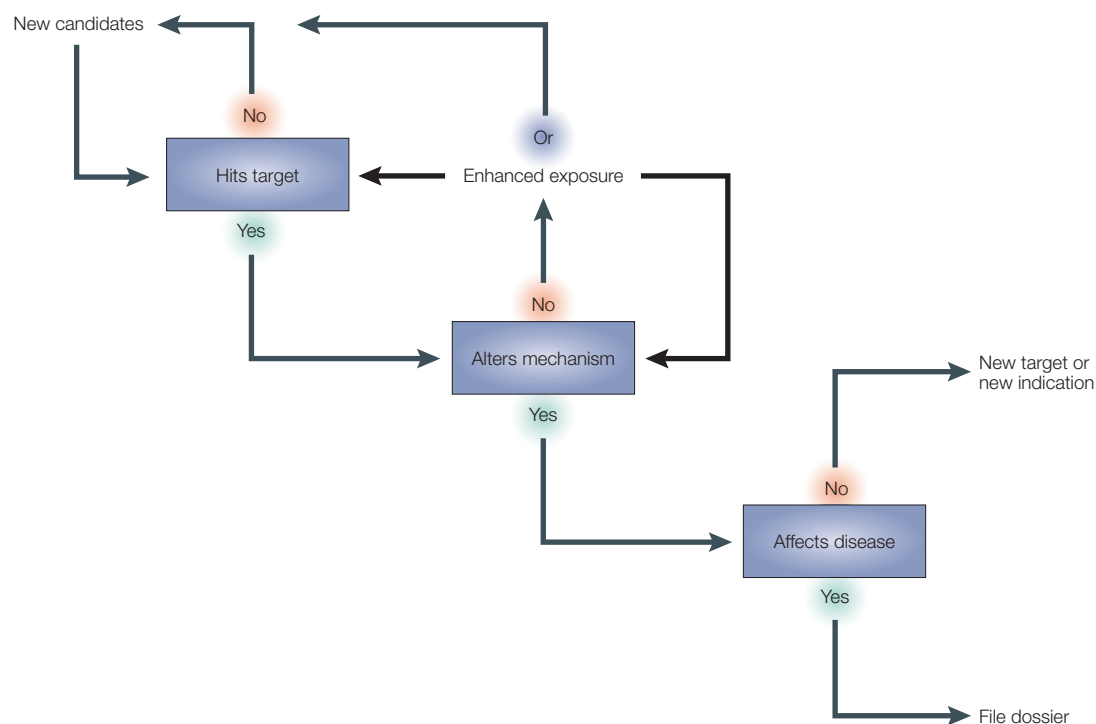 New candidates
No
Or
Hits target
Enhanced exposure
Yes
No
Alters mechanism
New target or
new indication
Yes
No
Affects disease
Yes
File dossier